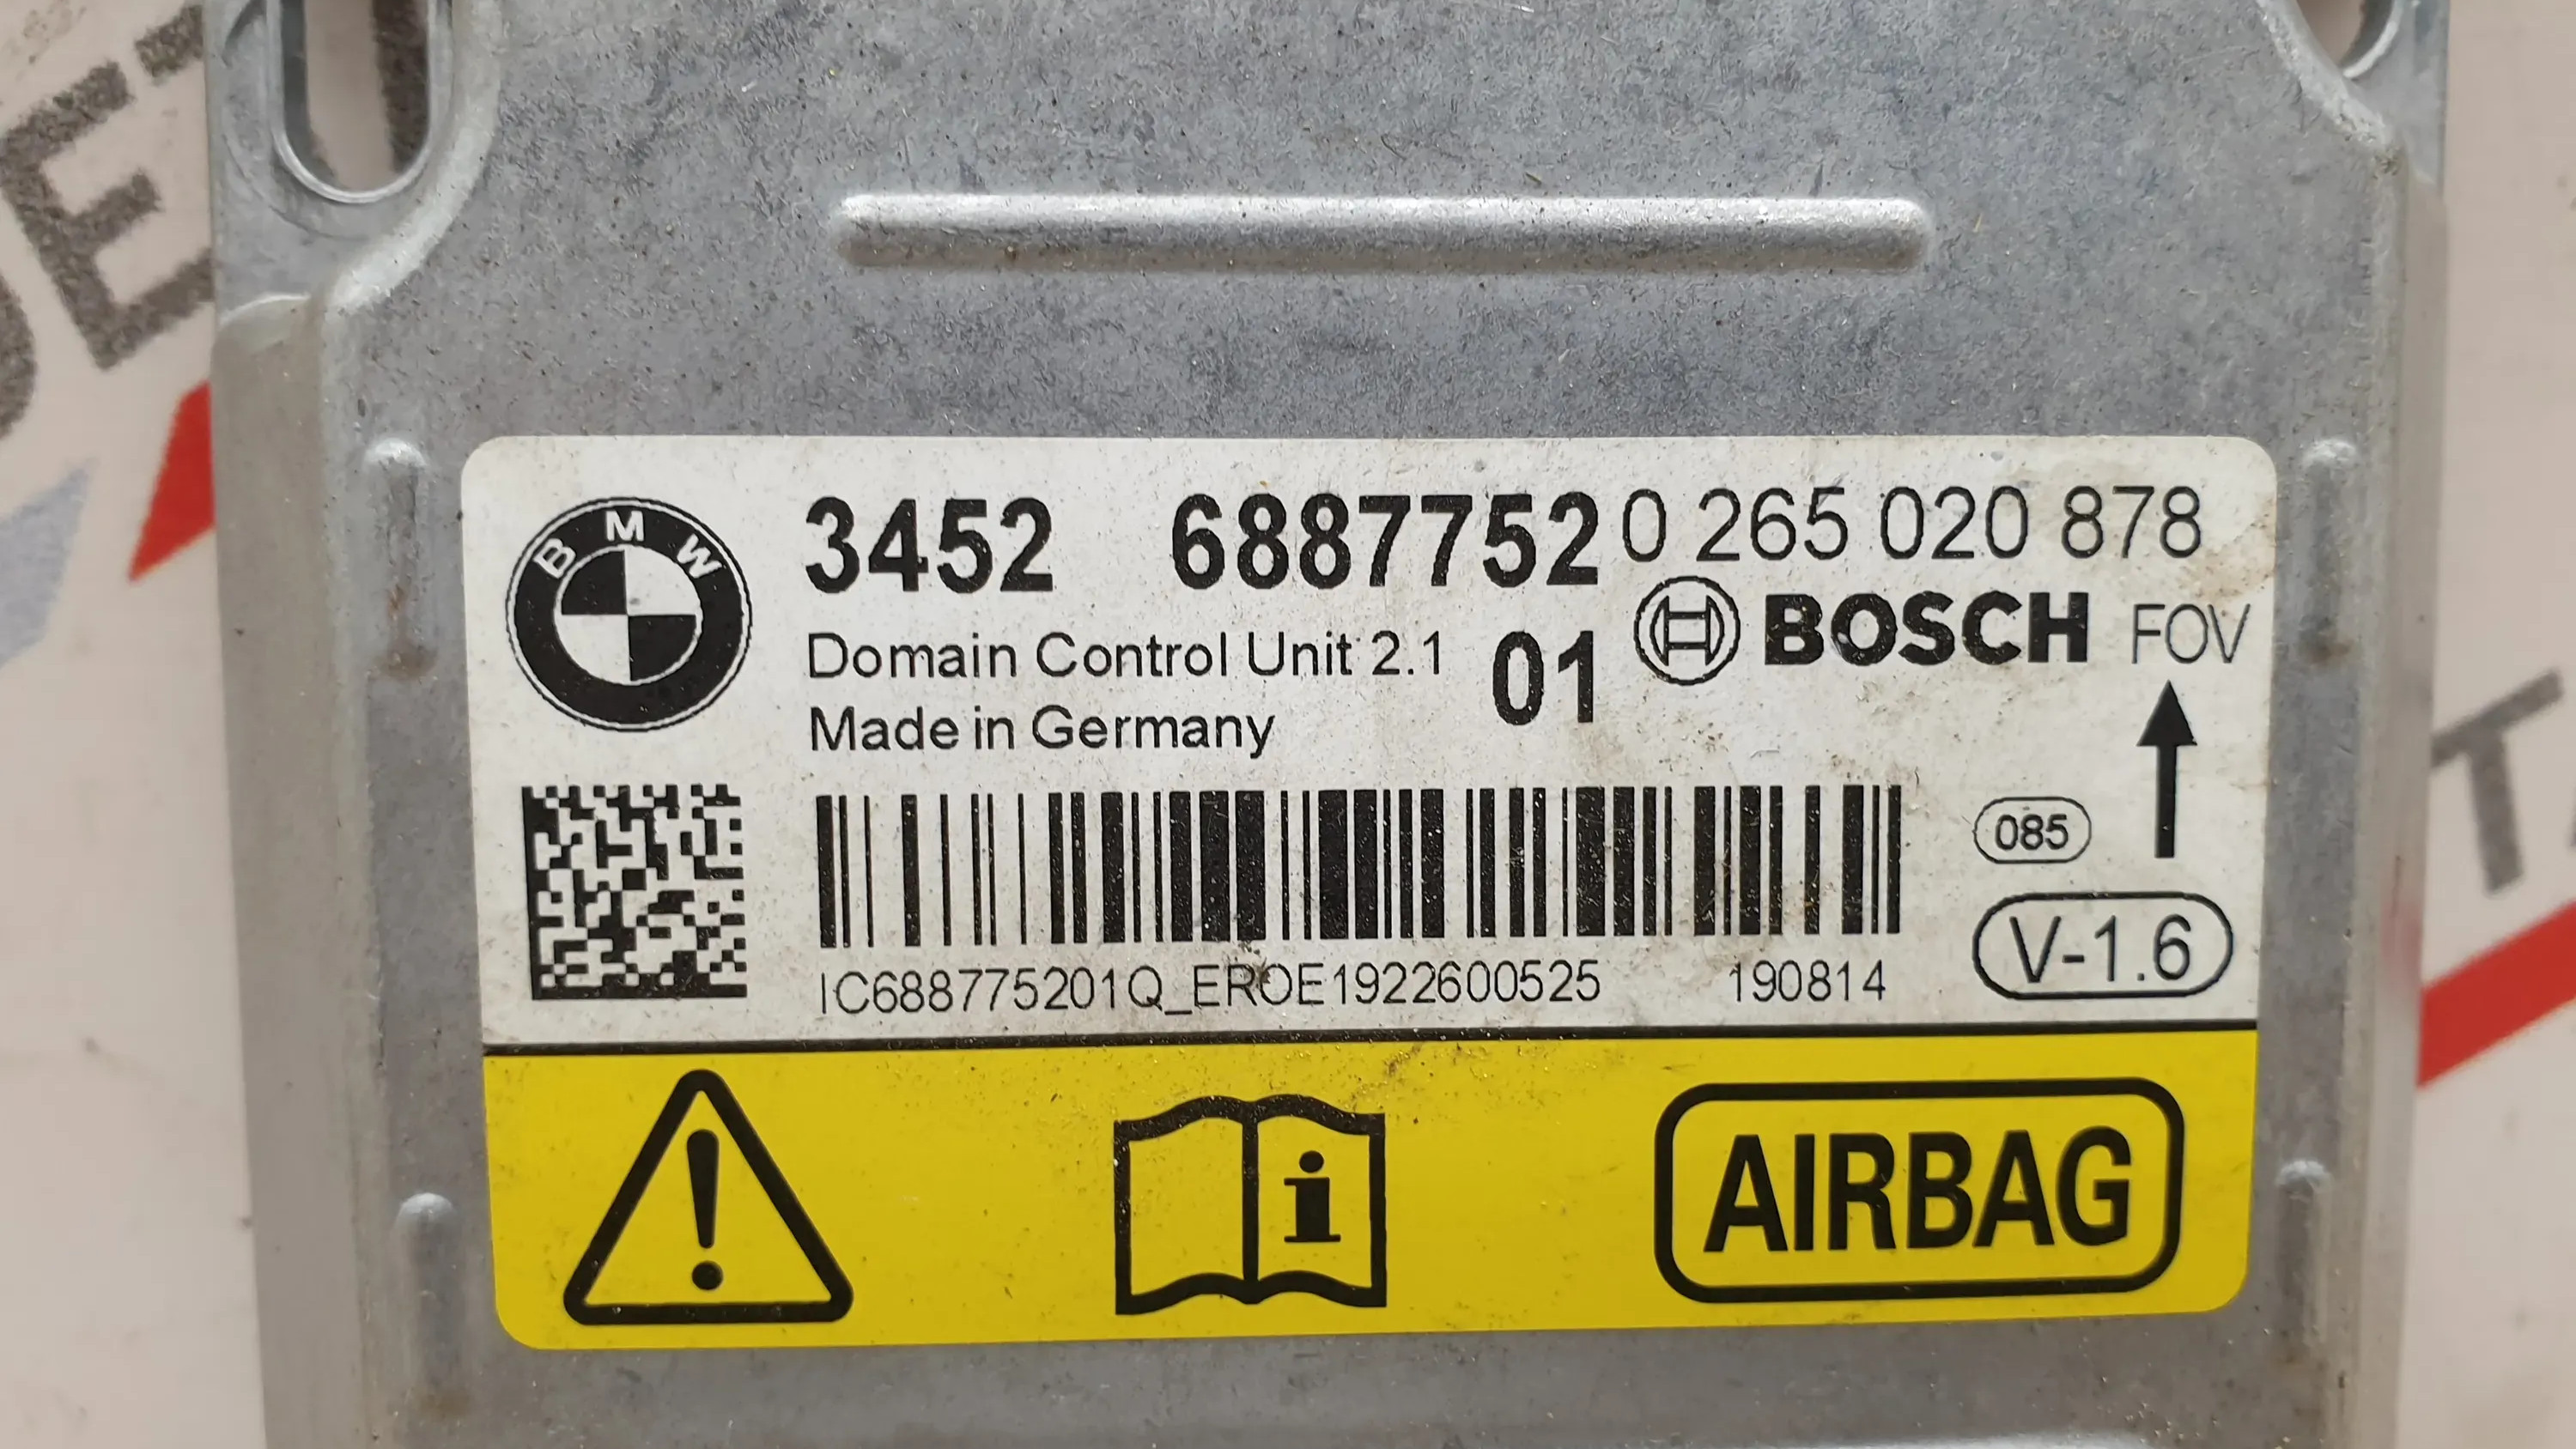 3452 6887752 0 265 020 878
BMW
Domain Control Unit 2.1 01 BOSCH FOV
Made in Germany
085
V-1.6
IC688775201Q_EROE1922600525 190814
i AIRBAG